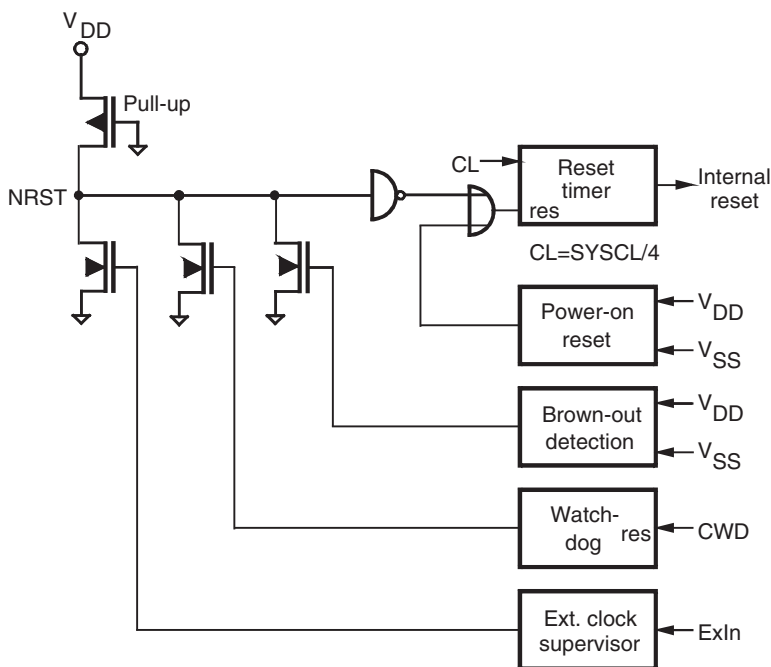 VDD
Pull-up
NRST
CL
Reset
timer
res
Internal
reset
CL=SYSCL/4
Power-on
reset
VDD
VSS
Brown-out
detection
VDD
VSS
Watch-
dog
res
CWD
Ext. clock
supervisor
ExIn